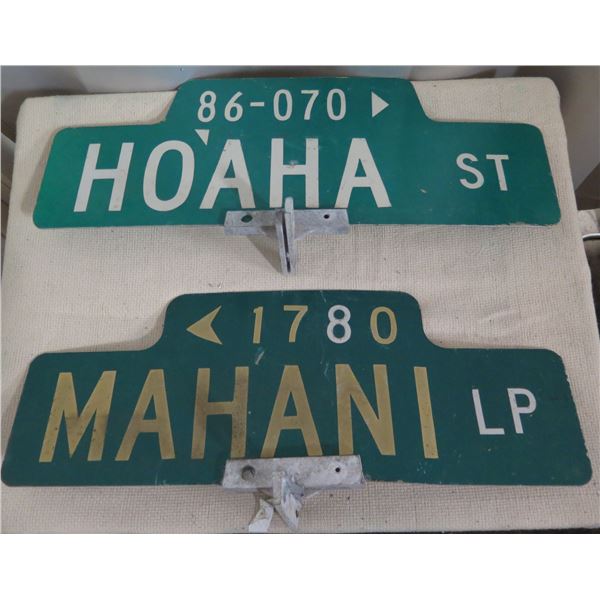 86-070 ▶
HOʻAHA ST
◀ 1780
MAHANI LP